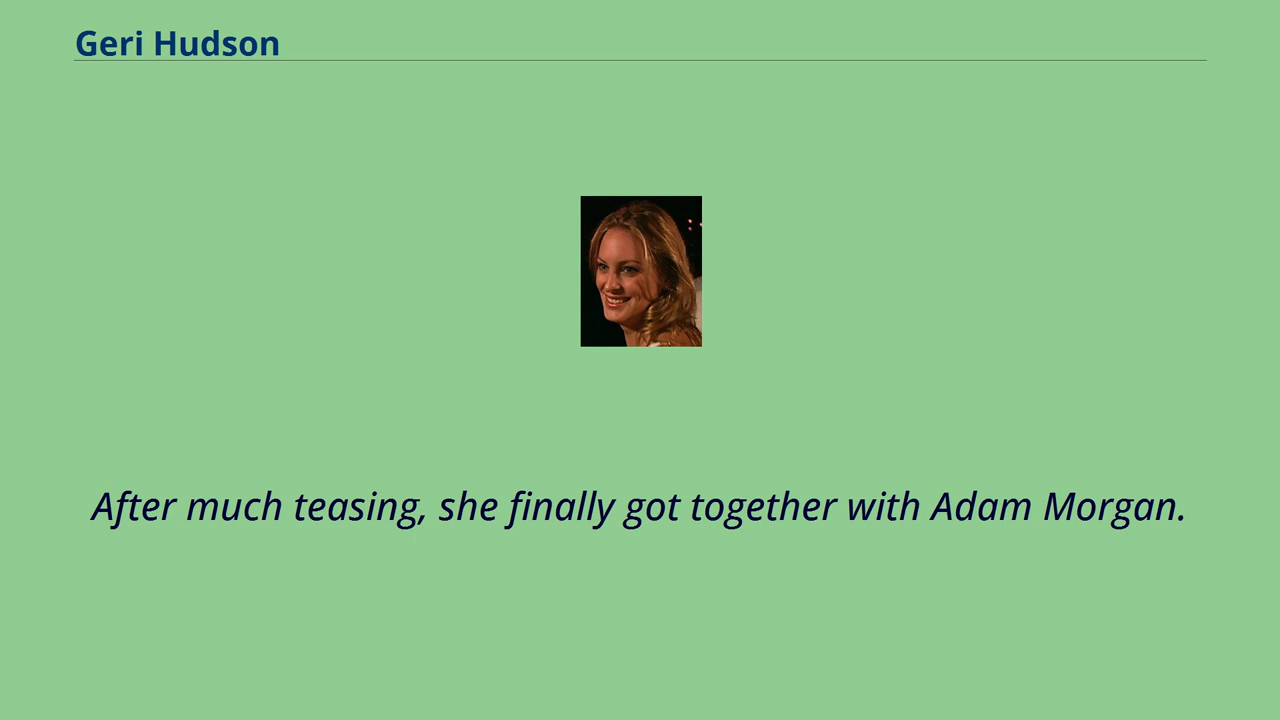 Geri Hudson
After much teasing, she finally got together with Adam Morgan.